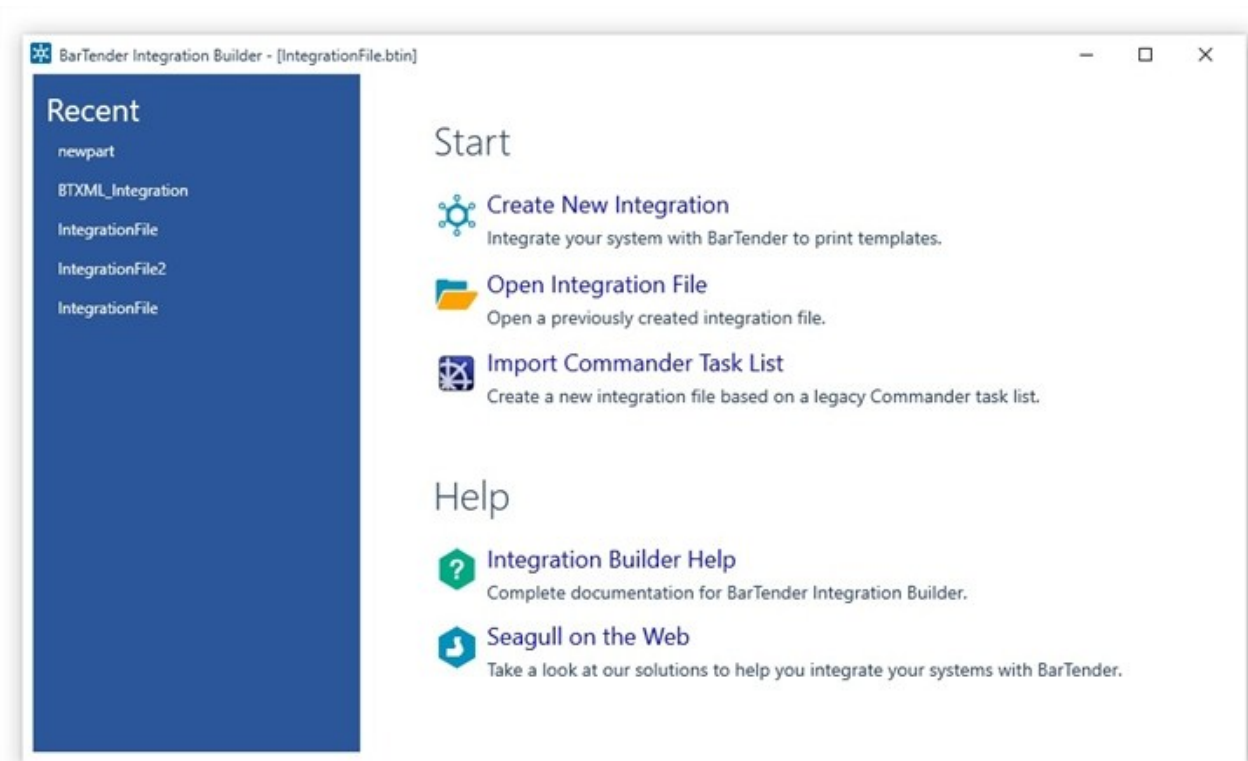 BarTender Integration Builder - [IntegrationFile.btin]
Recent
newpart
BTXML_Integration
IntegrationFile
IntegrationFile2
IntegrationFile
Start
Create New Integration
Integrate your system with BarTender to print templates.
Open Integration File
Open a previously created integration file.
Import Commander Task List
Create a new integration file based on a legacy Commander task list.
Help
Integration Builder Help
Complete documentation for BarTender Integration Builder.
Seagull on the Web
Take a look at our solutions to help you integrate your systems with BarTender.